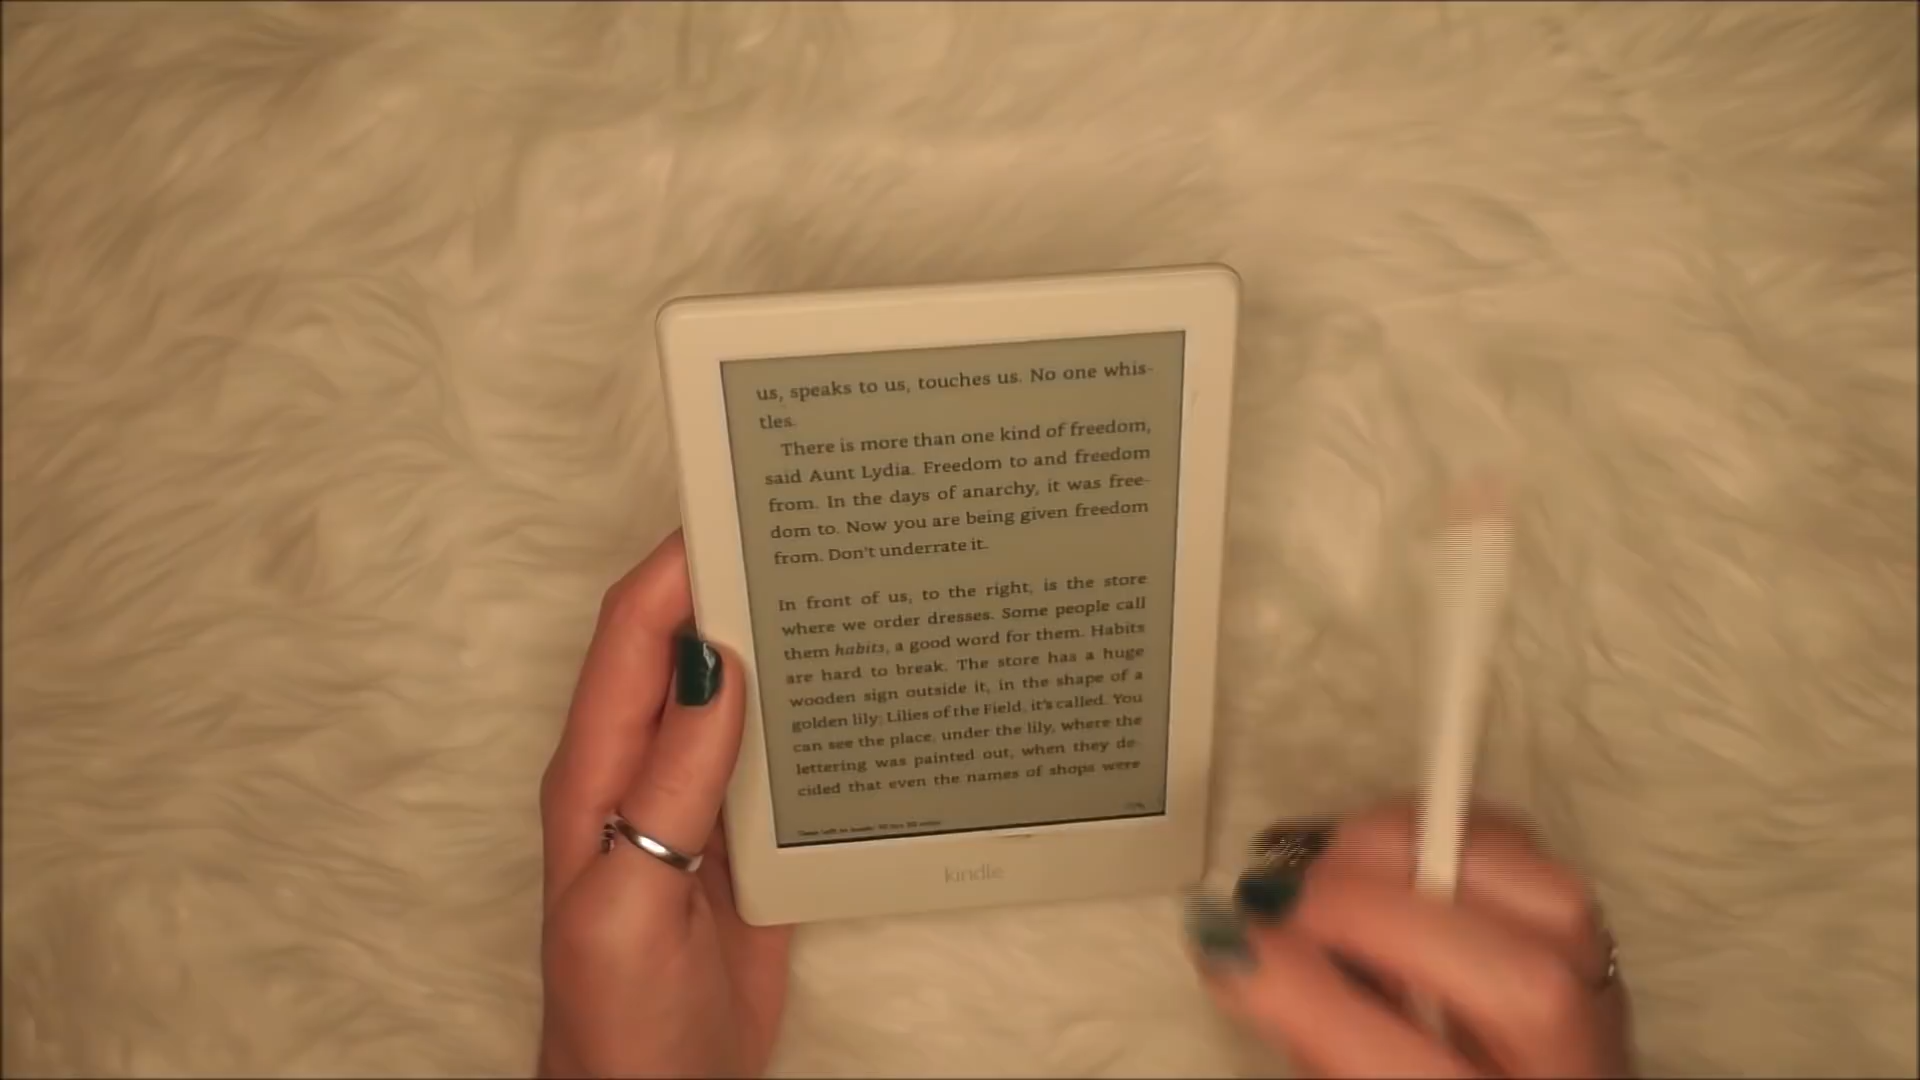 us, speaks to us, touches us. No one whis-
tles.
There is more than one kind of freedom,
said Aunt Lydia. Freedom to and freedom
from. In the days of anarchy, it was free-
dom to. Now you are being given freedom
from. Don't underrate it.
In front of us, to the right, is the store
where we order dresses. Some people call
them habits, a good word for them. Habits
are hard to break. The store has a huge
wooden sign outside it, in the shape of a
golden lily; Lilies of the Field, it's called. You
can see the place, under the lily, where the
lettering was painted out, when they de-
cided that even the names of shops were
kindle